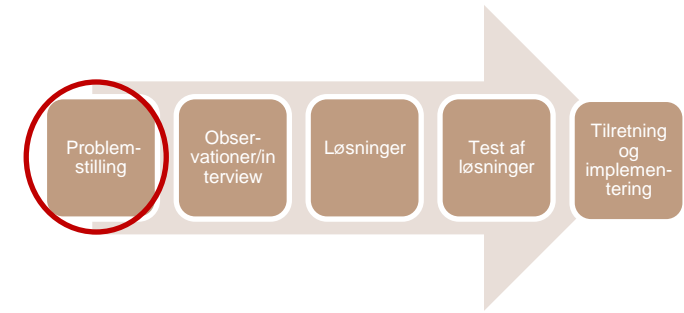 Problem-
stilling
Obser-
vationer/in
terview
Løsninger
Test af
løsninger
Tilretning
og
implemen-
tering